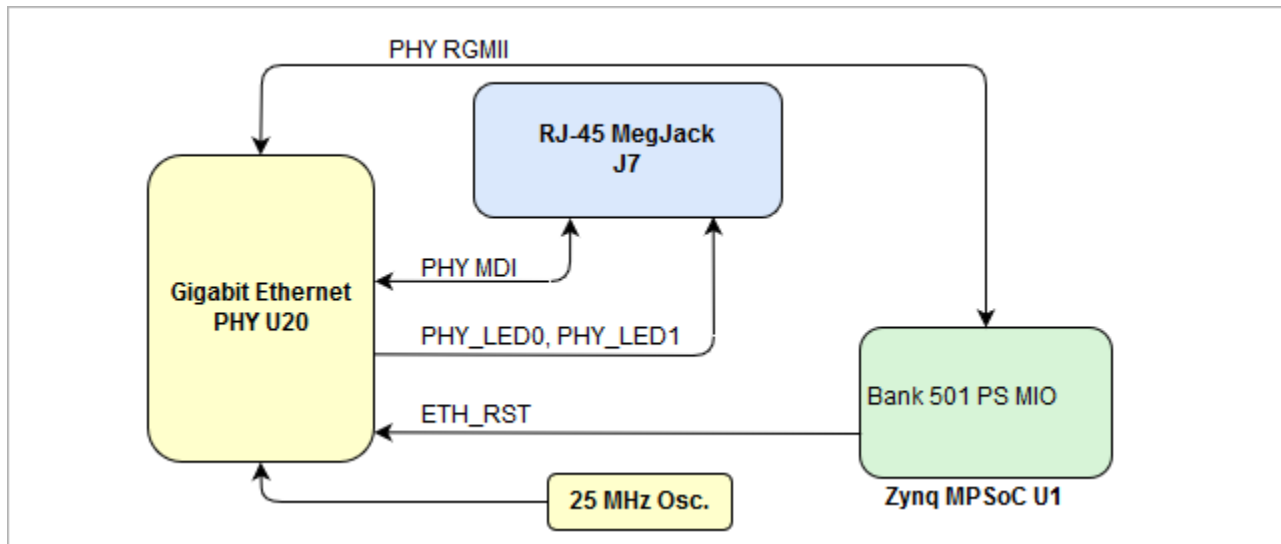 PHY RGMII
RJ-45 MegJack
J7
PHY MDI
Gigabit Ethernet
PHY U20
PHY_LED0, PHY_LED1
Bank 501 PS MIO
ETH_RST
25 MHz Osc.
Zynq MPSoC U1